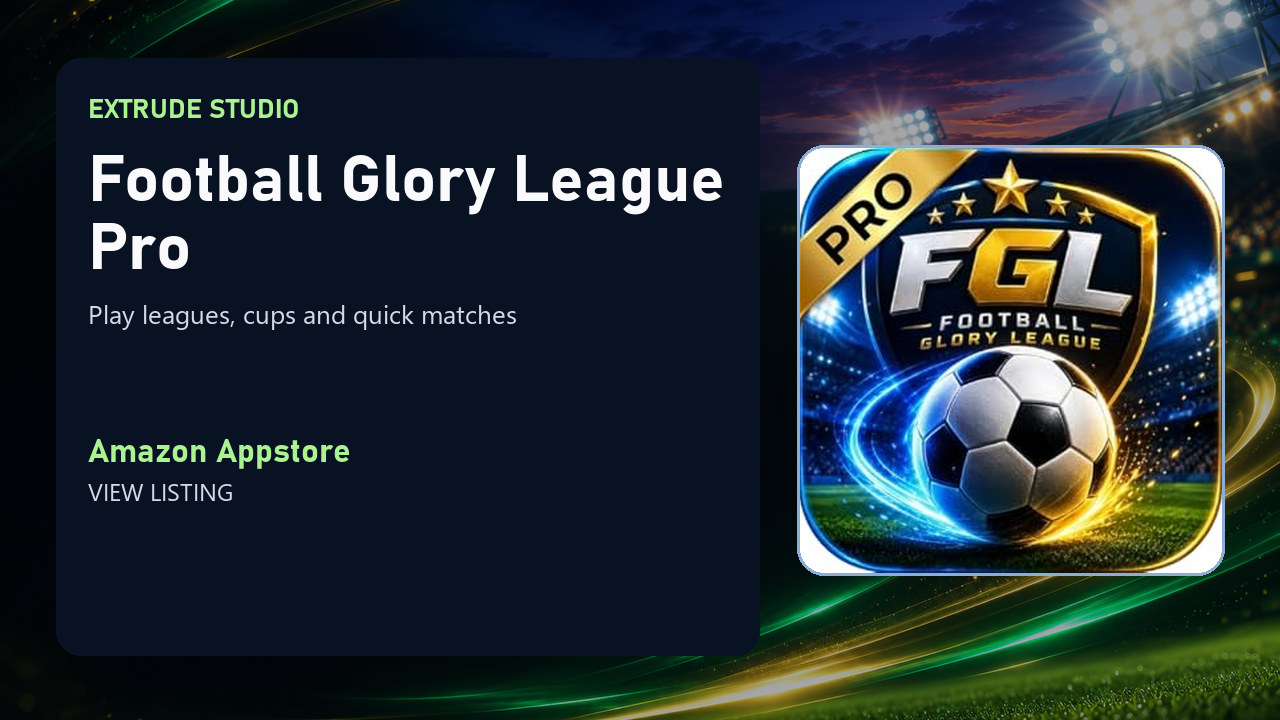 EXTRUDE STUDIO
Football Glory League
Pro
Play leagues, cups and quick matches
Amazon Appstore
VIEW LISTING
PRO
FGL
FOOTBALL
GLORY LEAGUE